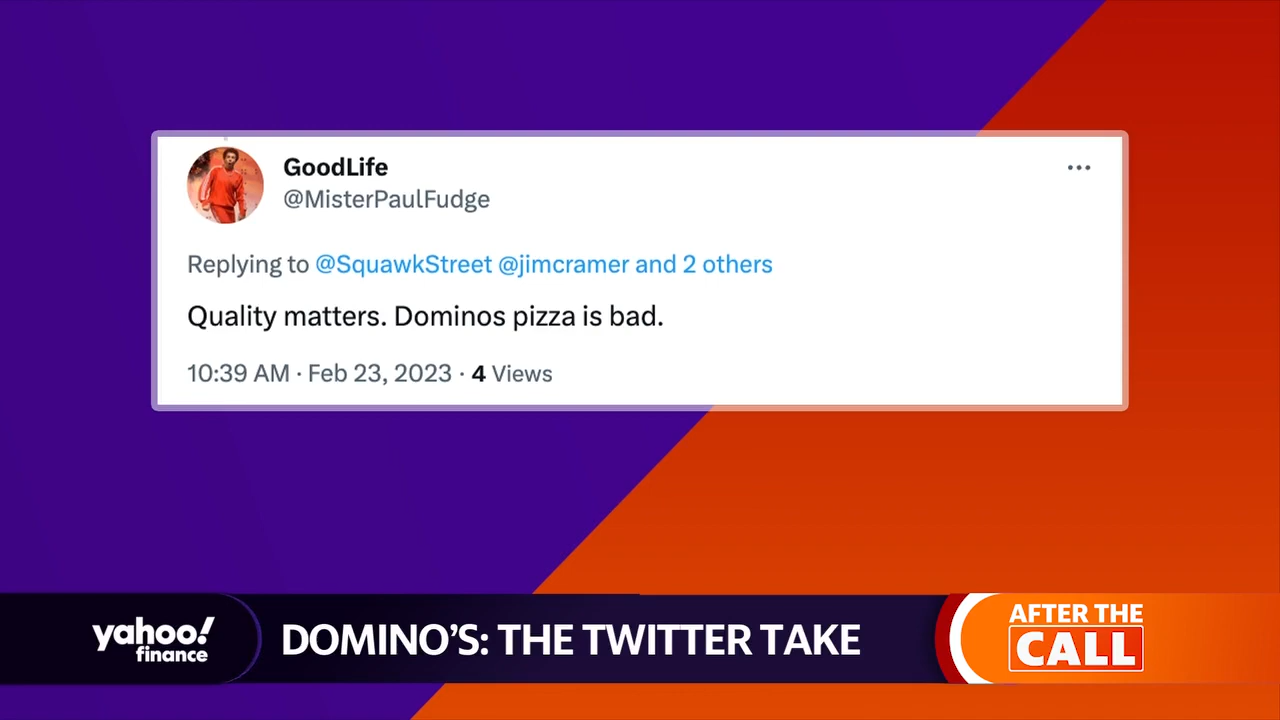 GoodLife
@MisterPaulFudge
Replying to @SquawkStreet @jimcramer and 2 others
Quality matters. Dominos pizza is bad.
10:39 AM · Feb 23, 2023 · 4 Views
yahoo!
finance
DOMINO'S: THE TWITTER TAKE
AFTER THE
CALL